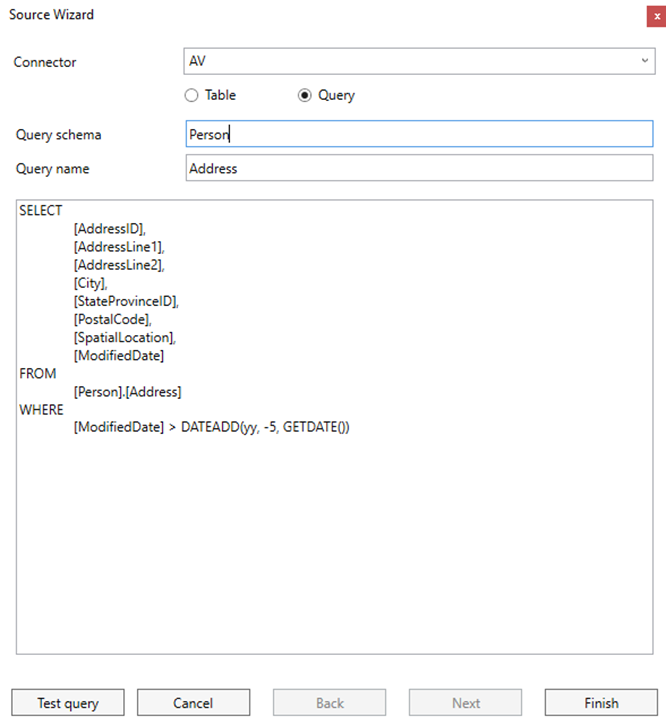 Source Wizard
x
Connector AV
Table Query
Query schema Person
Query name Address
SELECT
[AddressID],
[AddressLine1],
[AddressLine2],
[City],
[StateProvinceID],
[PostalCode],
[SpatialLocation],
[ModifiedDate]
FROM
[Person].[Address]
WHERE
[ModifiedDate] > DATEADD(yy, -5, GETDATE())
Test query Cancel Back Next Finish